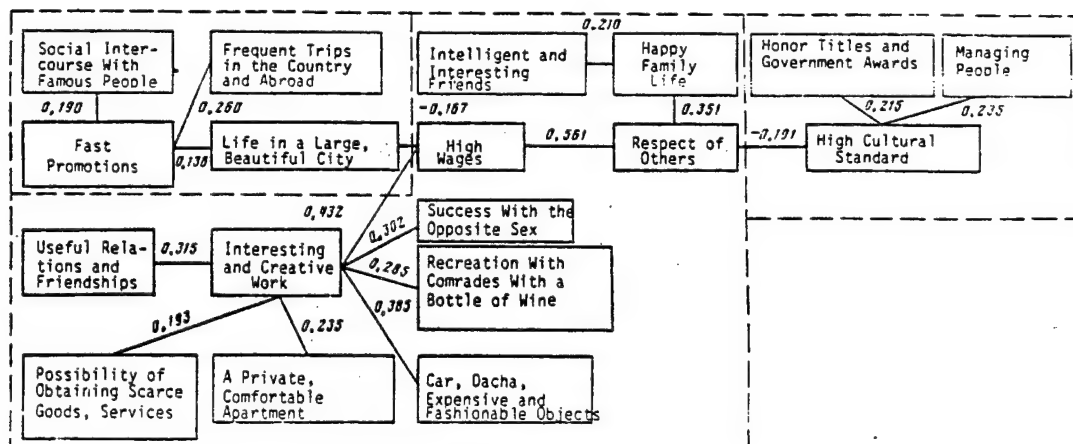 0,210
Social Inter-
course With
Famous People
Frequent Trips
in the Country
and Abroad
Intelligent and
Interesting
Friends
Happy
Family
Life
Honor Titles and
Government Awards
Managing
People
0,190
0,260
-0,167
0,351
0,215
0,235
Fast
Promotions
0,136
Life in a Large,
Beautiful City
High
Wages
0,561
Respect of
Others
-0,191
High Cultural
Standard
0,432
0,302
Success With the
Opposite Sex
Useful Rela-
tions and
Friendships
0,315
Interesting
and Creative
Work
0,285
Recreation With
Comrades With a
Bottle of Wine
0,385
0,193
0,235
Possibility of
Obtaining Scarce
Goods, Services
A Private,
Comfortable
Apartment
Car, Dacha,
Expensive and
Fashionable Objects